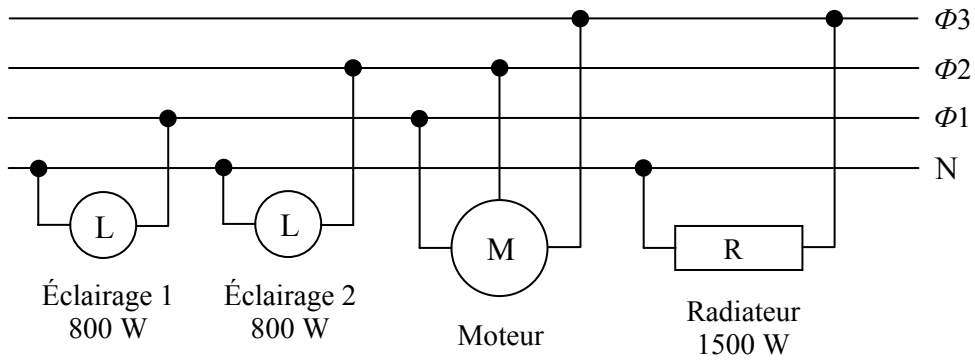 Φ3
Φ2
Φ1
N
L
L
M
R
Éclairage 1
800 W
Éclairage 2
800 W
Moteur
Radiateur
1500 W